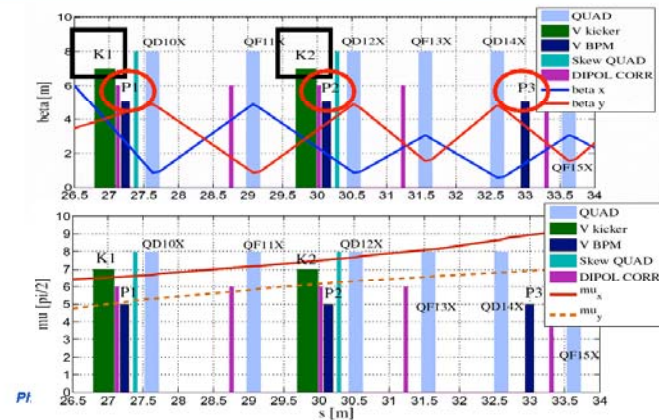 10
8
6
4
2
0
beta[m]
K1
QD10X
QF11X
K2
QD12X
QD14X
P1
P2
P3
QF15X
QUAD
V kicker
V BPM
Skew QUAD
DIPOL CORR
beta x
beta y
26.5 27 27.5 28 28.5 29 29.5 30 30.5 31 31.5 32 32.5 33 33.5 34
10
9
8
7
6
5
4
3
2
1
0
mu [pi/2]
K1
QD10X
QF11X
K2
QD12X
P1
P2
QF13X
QD14X
P3
QF15X
QUAD
V kicker
V BPM
Skew QUAD
DIPOL CORR
mu_x
mu_y
26.5 27 27.5 28 28.5 29 29.5 30 30.5 31 31.5 32 32.5 33 33.5 34
s [m]